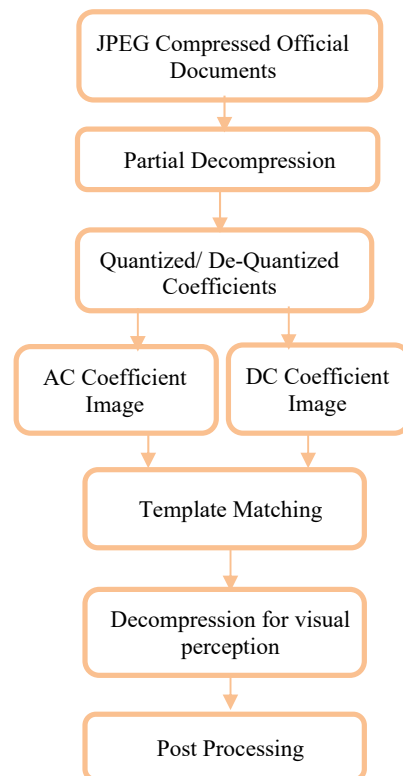 JPEG Compressed Official
Documents
Partial Decompression
Quantized/ De-Quantized
Coefficients
AC Coefficient
Image
DC Coefficient
Image
Template Matching
Decompression for visual
perception
Post Processing